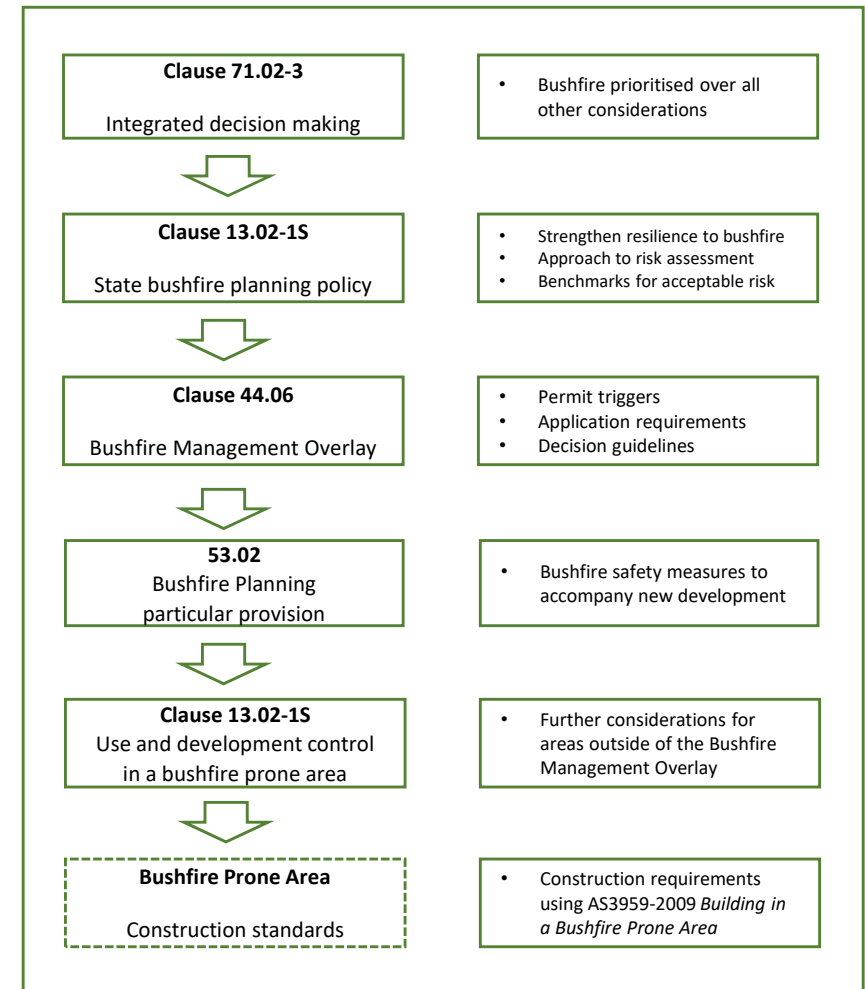 Clause 71.02-3
Integrated decision making
• Bushfire prioritised over all
other considerations
Clause 13.02-1S
State bushfire planning policy
• Strengthen resilience to bushfire
• Approach to risk assessment
• Benchmarks for acceptable risk
Clause 44.06
Bushfire Management Overlay
• Permit triggers
• Application requirements
• Decision guidelines
53.02
Bushfire Planning
particular provision
• Bushfire safety measures to
accompany new development
Clause 13.02-1S
Use and development control
in a bushfire prone area
• Further considerations for
areas outside of the Bushfire
Management Overlay
Bushfire Prone Area
Construction standards
• Construction requirements
using AS3959-2009 Building in
a Bushfire Prone Area